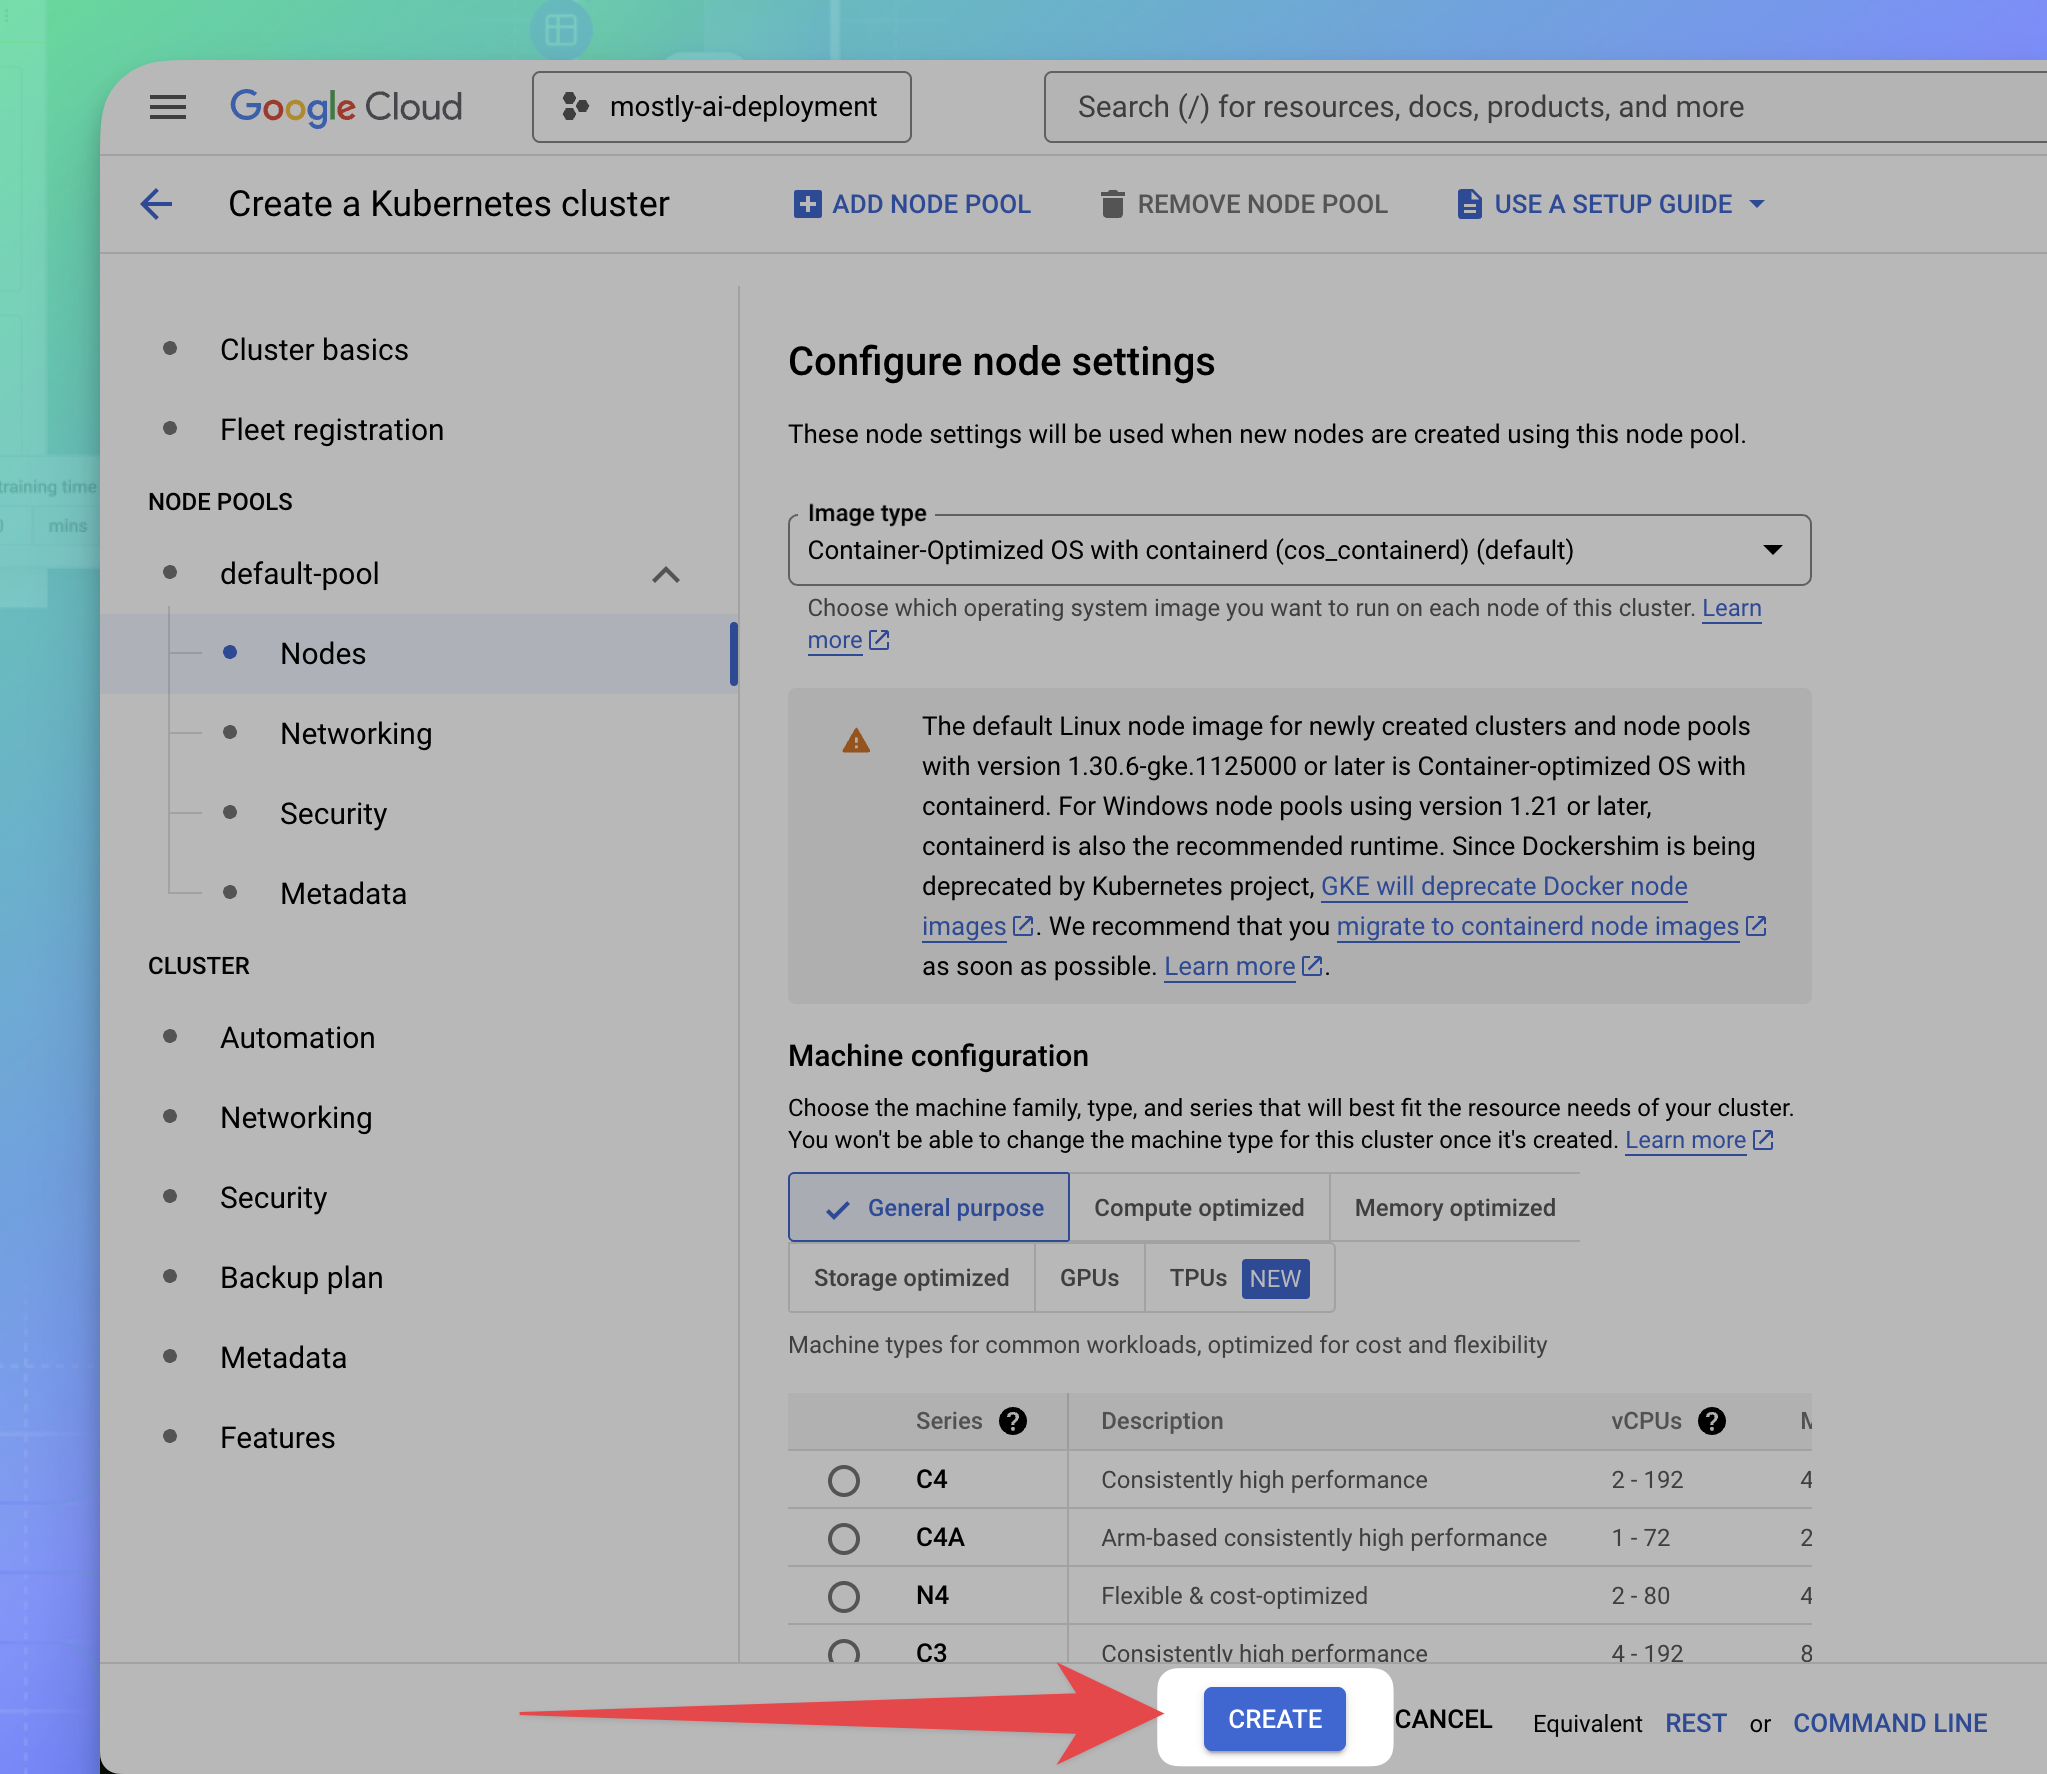 Google Cloud
mostly-ai-deployment
Search (/) for resources, docs, products, and more
Create a Kubernetes cluster
ADD NODE POOL
REMOVE NODE POOL
USE A SETUP GUIDE
Cluster basics
Fleet registration
NODE POOLS
default-pool
Nodes
Networking
Security
Metadata
CLUSTER
Automation
Networking
Security
Backup plan
Metadata
Features
training time
mins
Configure node settings
These node settings will be used when new nodes are created using this node pool.
Image type
Container-Optimized OS with containerd (cos_containerd) (default)
Choose which operating system image you want to run on each node of this cluster. Learn
more
The default Linux node image for newly created clusters and node pools
with version 1.30.6-gke.1125000 or later is Container-optimized OS with
containerd. For Windows node pools using version 1.21 or later,
containerd is also the recommended runtime. Since Dockershim is being
deprecated by Kubernetes project, GKE will deprecate Docker node
images. We recommend that you migrate to containerd node images
as soon as possible. Learn more.
Machine configuration
Choose the machine family, type, and series that will best fit the resource needs of your cluster.
You won't be able to change the machine type for this cluster once it's created. Learn more
General purpose
Compute optimized
Memory optimized
Storage optimized
GPUs
TPUs NEW
Machine types for common workloads, optimized for cost and flexibility
Series ? Description vCPUs ?
C4 Consistently high performance 2 - 192 4
C4A Arm-based consistently high performance 1 - 72 2
N4 Flexible & cost-optimized 2 - 80 4
C3 Consistently high performance 4 - 192 8
CREATE
CANCEL
Equivalent REST or COMMAND LINE